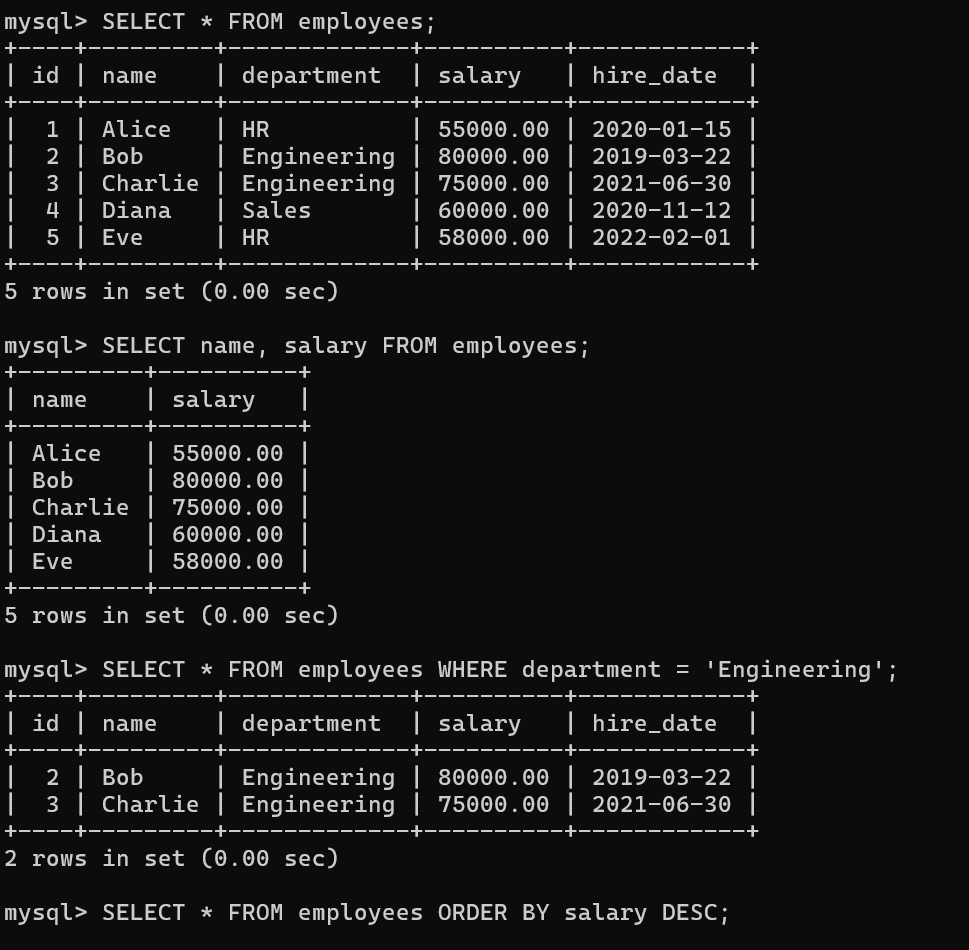 mysql> SELECT * FROM employees;
+----+---------+-------------+----------+------------+
| id | name    | department  | salary   | hire_date  |
+----+---------+-------------+----------+------------+
|  1 | Alice   | HR          | 55000.00 | 2020-01-15 |
|  2 | Bob     | Engineering | 80000.00 | 2019-03-22 |
|  3 | Charlie | Engineering | 75000.00 | 2021-06-30 |
|  4 | Diana   | Sales       | 60000.00 | 2020-11-12 |
|  5 | Eve     | HR          | 58000.00 | 2022-02-01 |
+----+---------+-------------+----------+------------+
5 rows in set (0.00 sec)

mysql> SELECT name, salary FROM employees;
+---------+----------+
| name    | salary   |
+---------+----------+
| Alice   | 55000.00 |
| Bob     | 80000.00 |
| Charlie | 75000.00 |
| Diana   | 60000.00 |
| Eve     | 58000.00 |
+---------+----------+
5 rows in set (0.00 sec)

mysql> SELECT * FROM employees WHERE department = 'Engineering';
+----+---------+-------------+----------+------------+
| id | name    | department  | salary   | hire_date  |
+----+---------+-------------+----------+------------+
|  2 | Bob     | Engineering | 80000.00 | 2019-03-22 |
|  3 | Charlie | Engineering | 75000.00 | 2021-06-30 |
+----+---------+-------------+----------+------------+
2 rows in set (0.00 sec)

mysql> SELECT * FROM employees ORDER BY salary DESC;